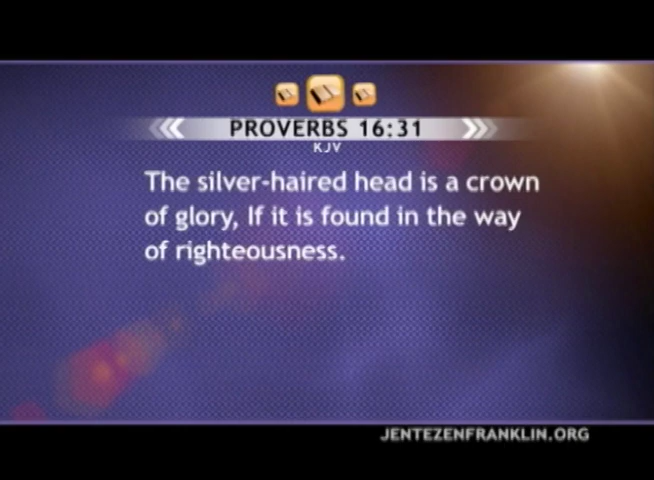 PROVERBS 16:31
KJV
The silver-haired head is a crown
of glory, If it is found in the way
of righteousness.
JENTEZENFRANKLIN.ORG